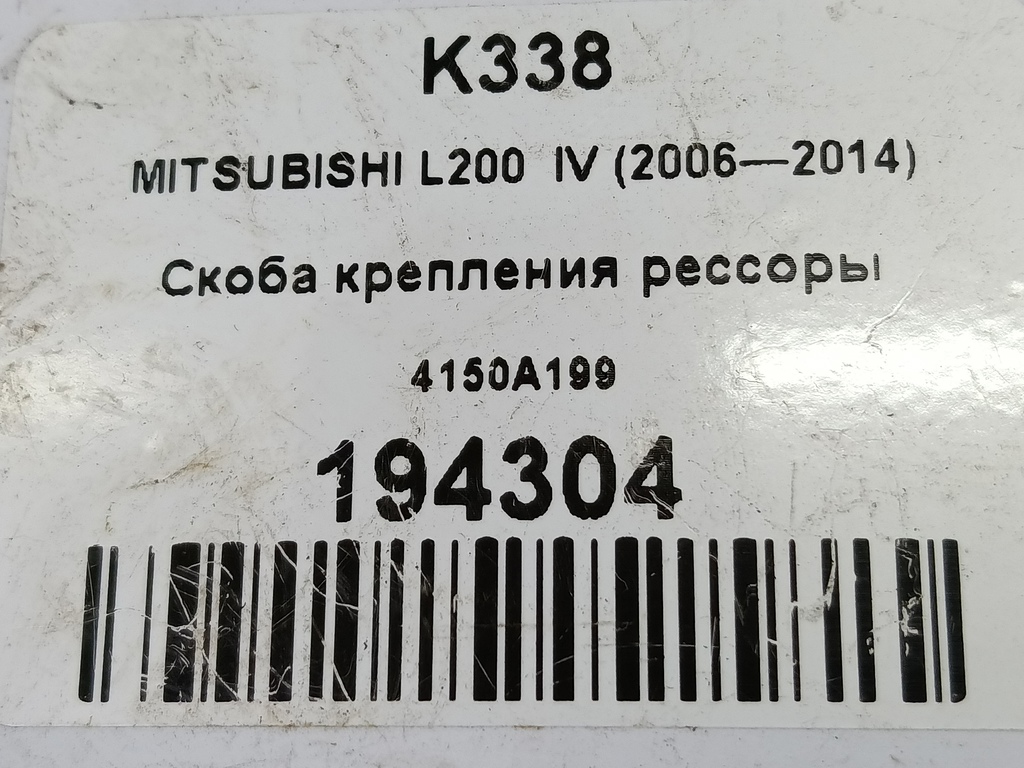 K338
MITSUBISHI L200 IV (2006—2014)
Скоба крепления рессоры
4150A199
194304